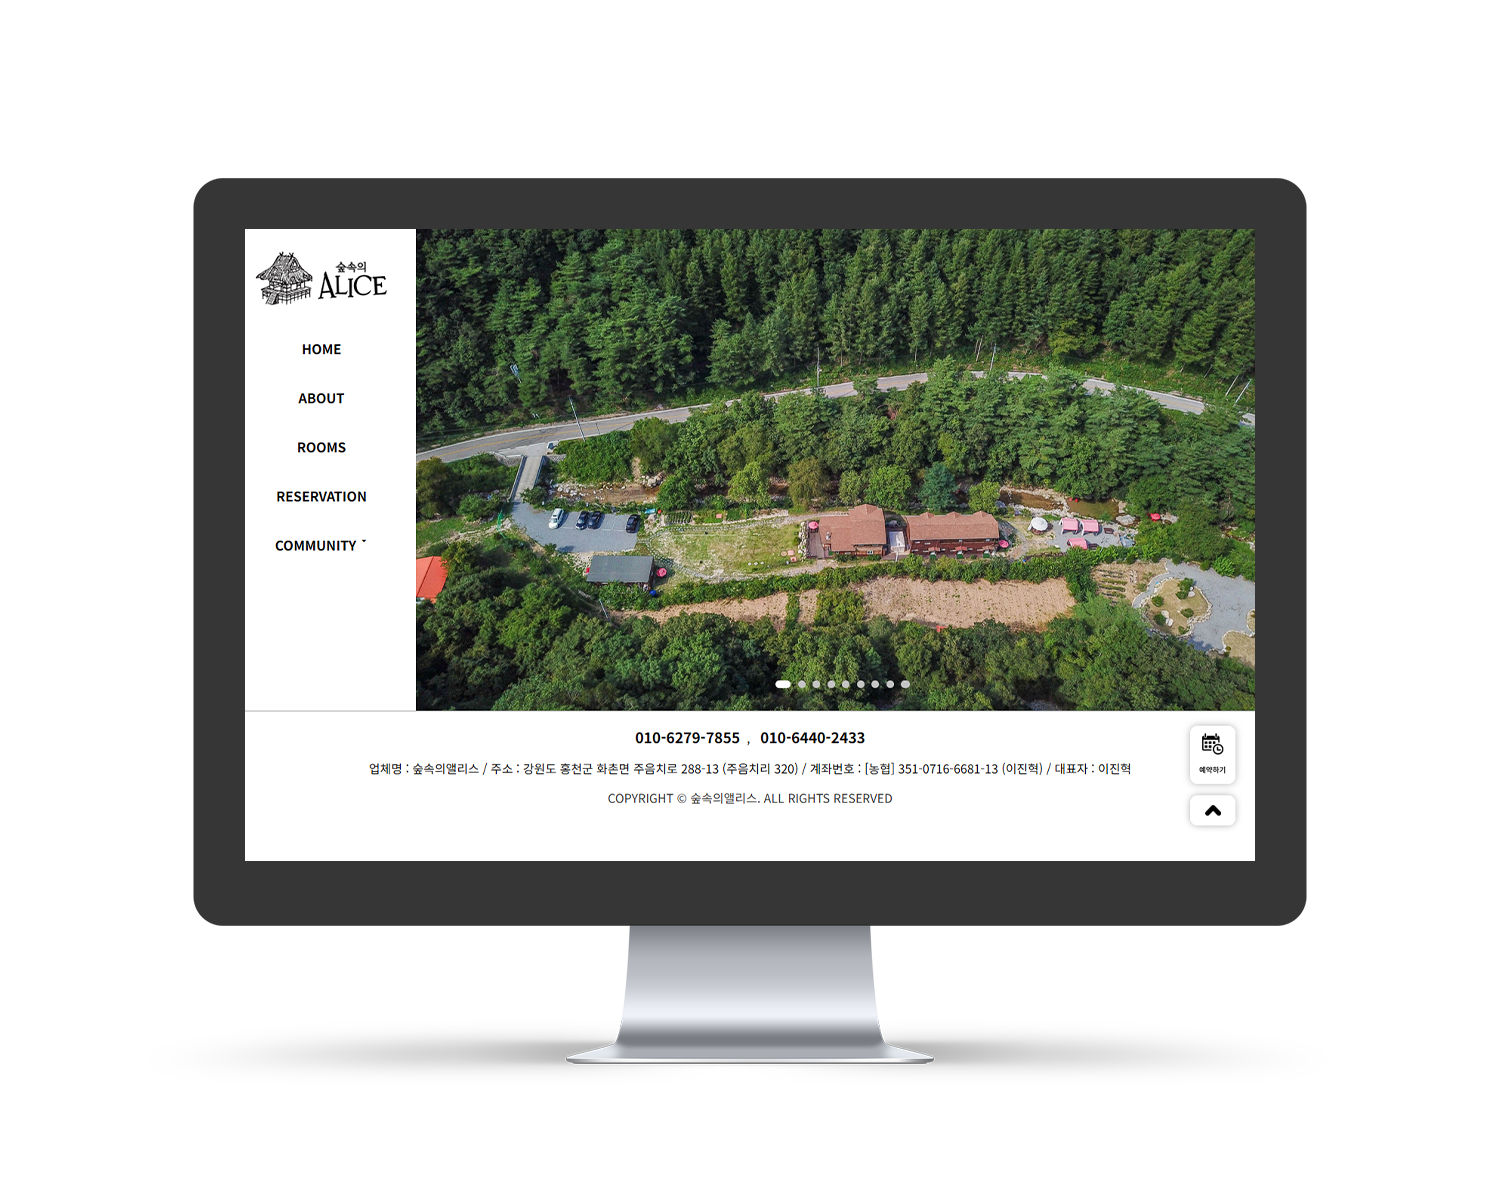 숲속의
ALICE
HOME
ABOUT
ROOMS
RESERVATION
COMMUNITY
010-6279-7855 , 010-6440-2433
업체명 : 숲속의앨리스 / 주소 : 강원도 홍천군 화촌면 주음치로 288-13 (주음치리 320) / 계좌번호 : [농협] 351-0716-6681-13 (이진혁) / 대표자 : 이진혁
COPYRIGHT © 숲속의앨리스. ALL RIGHTS RESERVED
예약하기